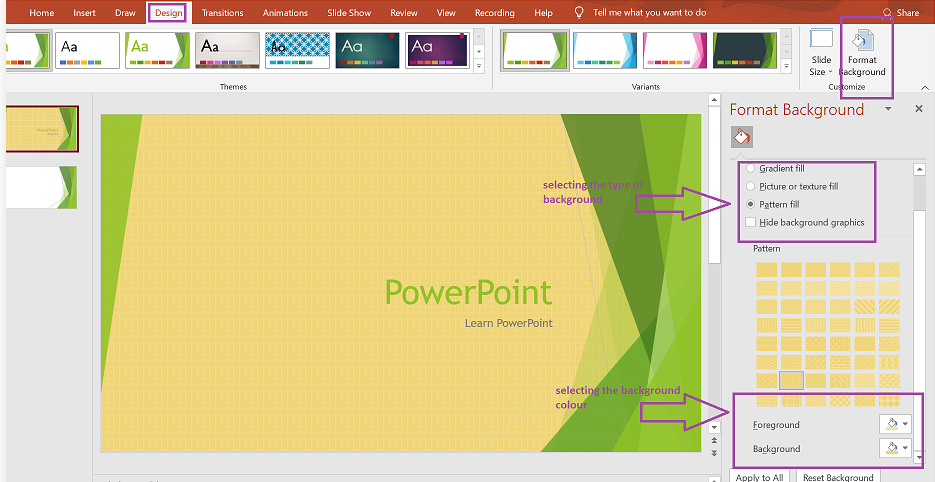 Home Insert Draw Design Transitions Animations Slide Show Review View Recording Help Tell me what you want to do Share
Aa Aa Aa Aa Aa Aa
Slide Size
Format Background
Themes Variants Customize
Format Background
Gradient fill
Picture or texture fill
Pattern fill
Hide background graphics
selecting the type of
background
Pattern
PowerPoint
Learn PowerPoint
selecting the background
colour
Foreground
Background
Apply to All Reset Background